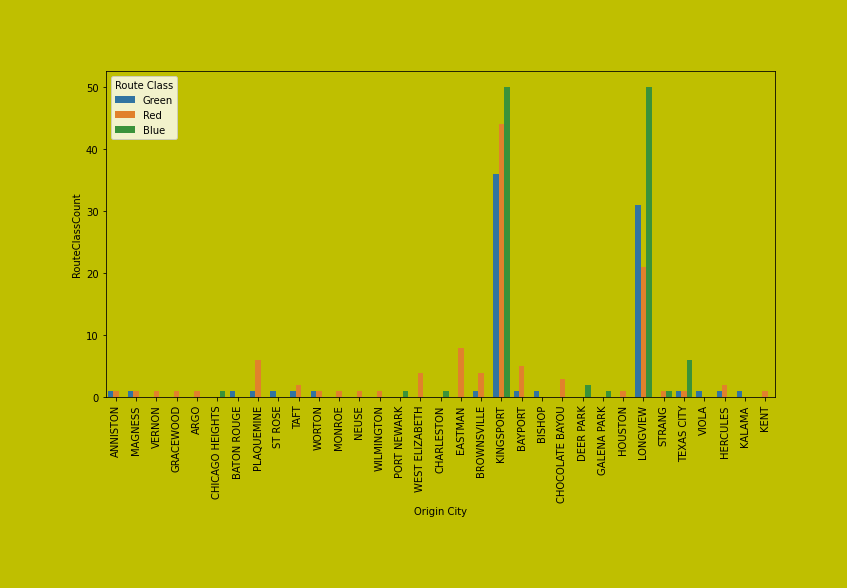 Route Class
Green
Red
Blue
50
40
30
20
10
0
RouteClassCount
ANNISTON
MAGNESS
VERNON
GRACEWOOD
ARGO
CHICAGO HEIGHTS
BATON ROUGE
PLAQUEMINE
ST ROSE
TAFT
WORTON
MONROE
NEUSE
WILMINGTON
PORT NEWARK
WEST ELIZABETH
CHARLESTON
EASTMAN
BROWNSVILLE
KINGSPORT
BAYPORT
BISHOP
CHOCOLATE BAYOU
DEER PARK
GALENA PARK
HOUSTON
LONGVIEW
STRANG
TEXAS CITY
VIOLA
HERCULES
KALAMA
KENT
Origin City